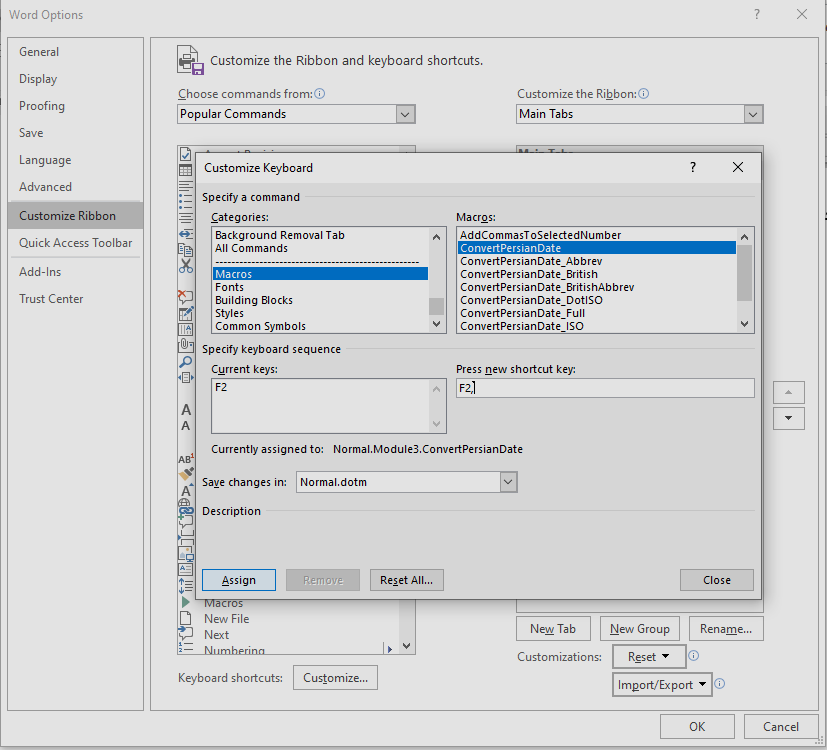 Word Options
?
General
Display
Proofing
Save
Language
Advanced
Customize Ribbon
Quick Access Toolbar
Add-Ins
Trust Center
Customize the Ribbon and keyboard shortcuts.
Choose commands from:
Popular Commands
Customize the Ribbon:
Main Tabs
Customize Keyboard
?
Specify a command
Categories:
Background Removal Tab
All Commands
Macros
Fonts
Building Blocks
Styles
Common Symbols
Macros:
AddCommasToSelectedNumber
ConvertPersianDate
ConvertPersianDate_Abbrev
ConvertPersianDate_British
ConvertPersianDate_BritishAbbrev
ConvertPersianDate_DotISO
ConvertPersianDate_Full
ConvertPersianDate_ISO
Specify keyboard sequence
Current keys:
F2
Press new shortcut key:
F2,
Currently assigned to: Normal.Module3.ConvertPersianDate
Save changes in: Normal.dotm
Description
Assign
Remove
Reset All...
Close
Macros
New File
Next
Numbering
New Tab
New Group
Rename...
Customizations:
Reset
Import/Export
Keyboard shortcuts:
Customize...
OK
Cancel